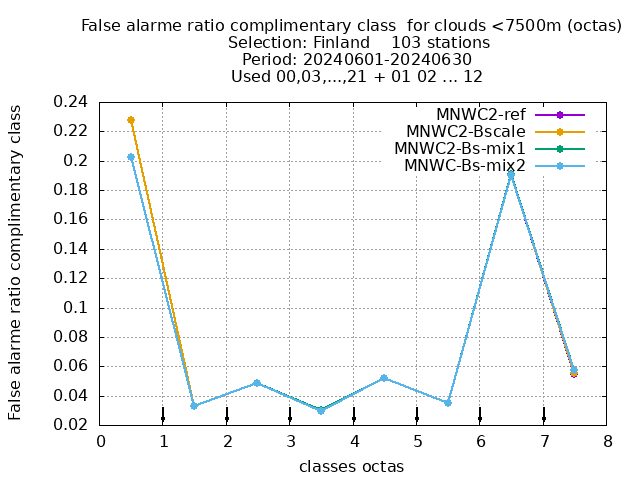 False alarme ratio complimentary class  for clouds <7500m (octas)
Selection: Finland    103 stations
Period: 20240601-20240630
Used 00,03,...,21 + 01 02 ... 12
False alarme ratio complimentary class
0.24
0.22
0.2
0.18
0.16
0.14
0.12
0.1
0.08
0.06
0.04
0.02
MNWC2-ref
MNWC2-Bscale
MNWC2-Bs-mix1
MNWC-Bs-mix2
0 1 2 3 4 5 6 7 8
classes octas